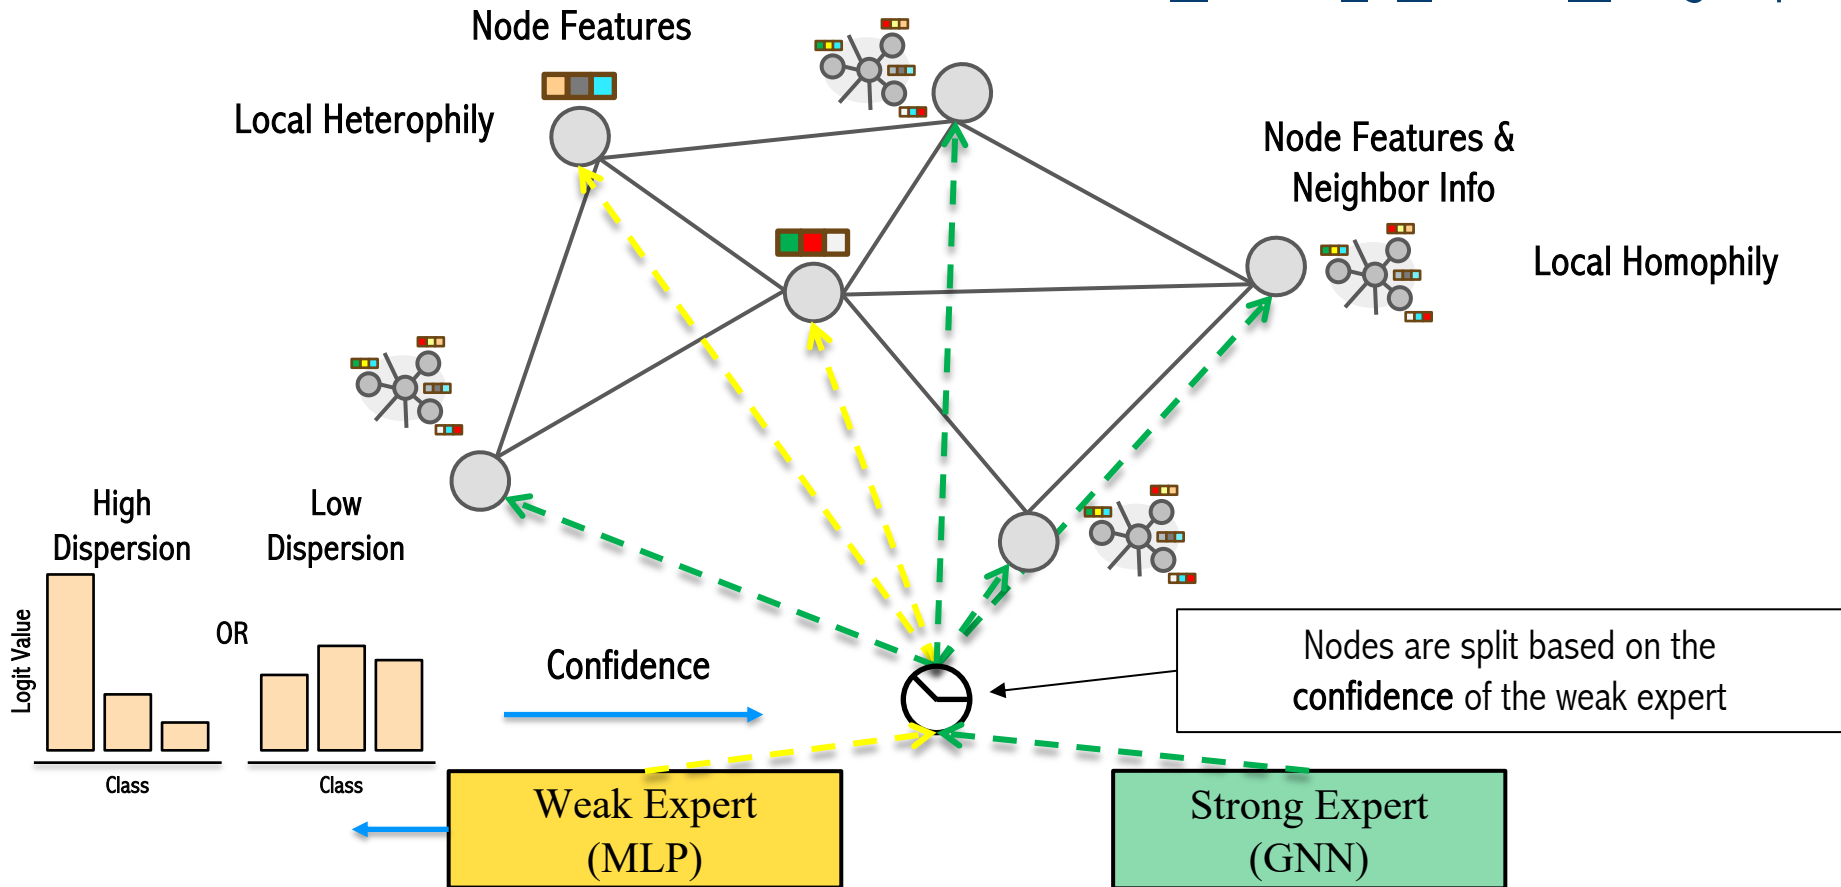 Node Features
Local Heterophily
Node Features &
Neighbor Info
Local Homophily
High
Dispersion
Low
Dispersion
Logit Value
OR
Class
Class
Confidence
Nodes are split based on the
confidence of the weak expert
Weak Expert
(MLP)
Strong Expert
(GNN)